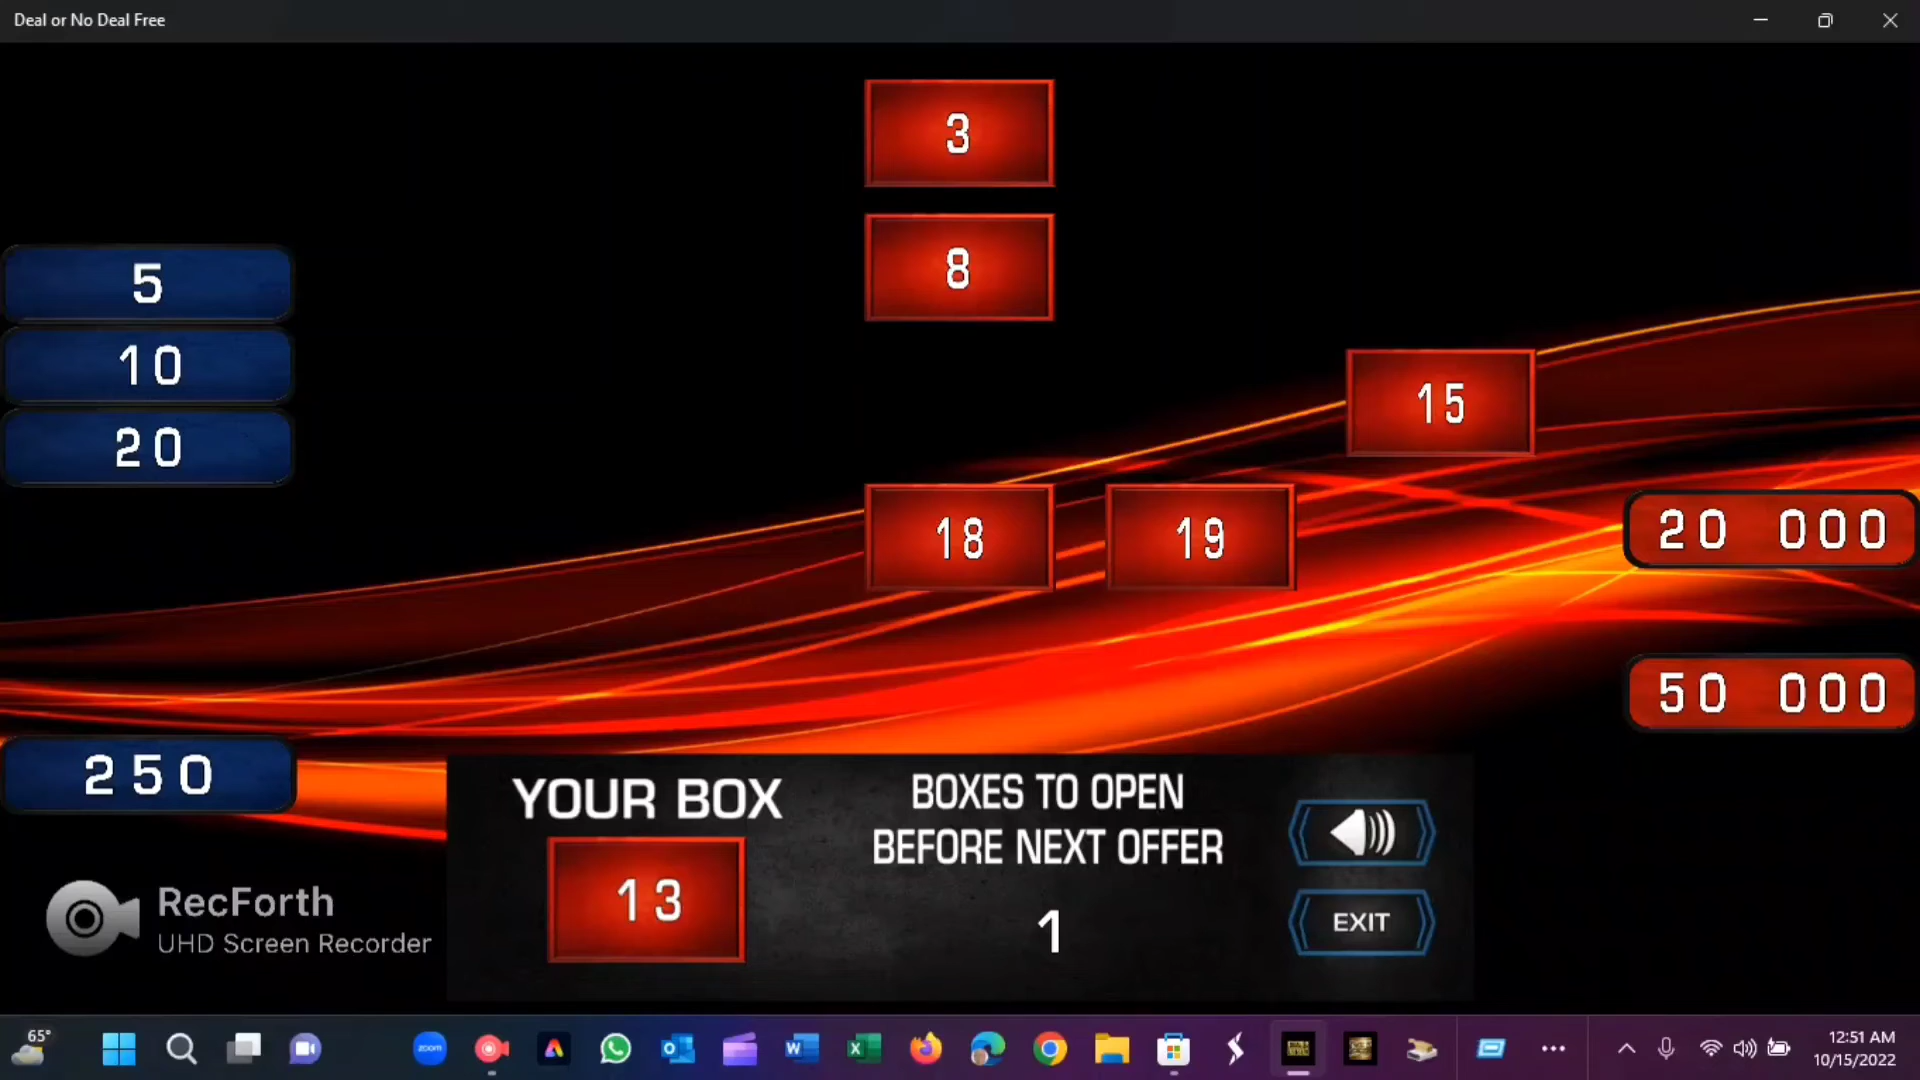 Deal or No Deal Free
3
8
5
10
20
15
18 19
20 000
50 000
250
YOUR BOX
13
BOXES TO OPEN
BEFORE NEXT OFFER
1
EXIT
RecForth
UHD Screen Recorder
65°
zoom
12:51 AM
10/15/2022